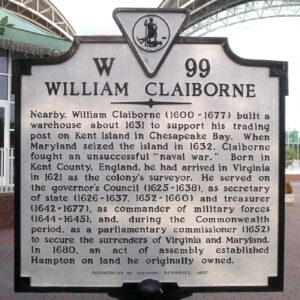 W 99
WILLIAM CLAIBORNE
Nearby, William Claiborne (1600-1677) built a
warehouse about 1631 to support his trading
post on Kent Island in Chesapeake Bay. When
Maryland seized the island in 1632, Claiborne
fought an unsuccessful "naval war." Born in
Kent County, England, he had arrived in Virginia
in 1621 as the colony's surveyor. He served on
the governor's Council (1625-1638), as secretary
of state (1626-1637, 1652-1660) and treasurer
(1642-1677), as commander of military forces
(1644-1645), and, during the Commonwealth
period, as a parliamentary commissioner (1652)
to secure the surrenders of Virginia and Maryland.
In 1680, an act of assembly established
Hampton on land he originally owned.
DEPARTMENT OF HISTORIC RESOURCES, 1997